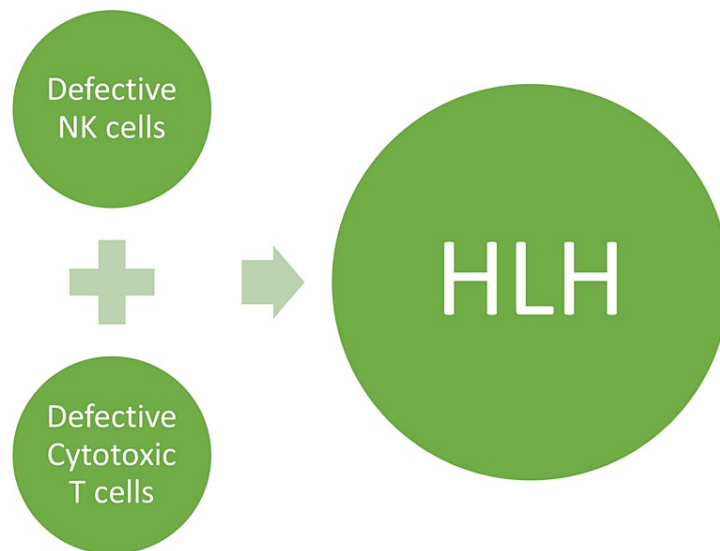 Defective
NK cells
Defective
Cytotoxic
T cells
HLH